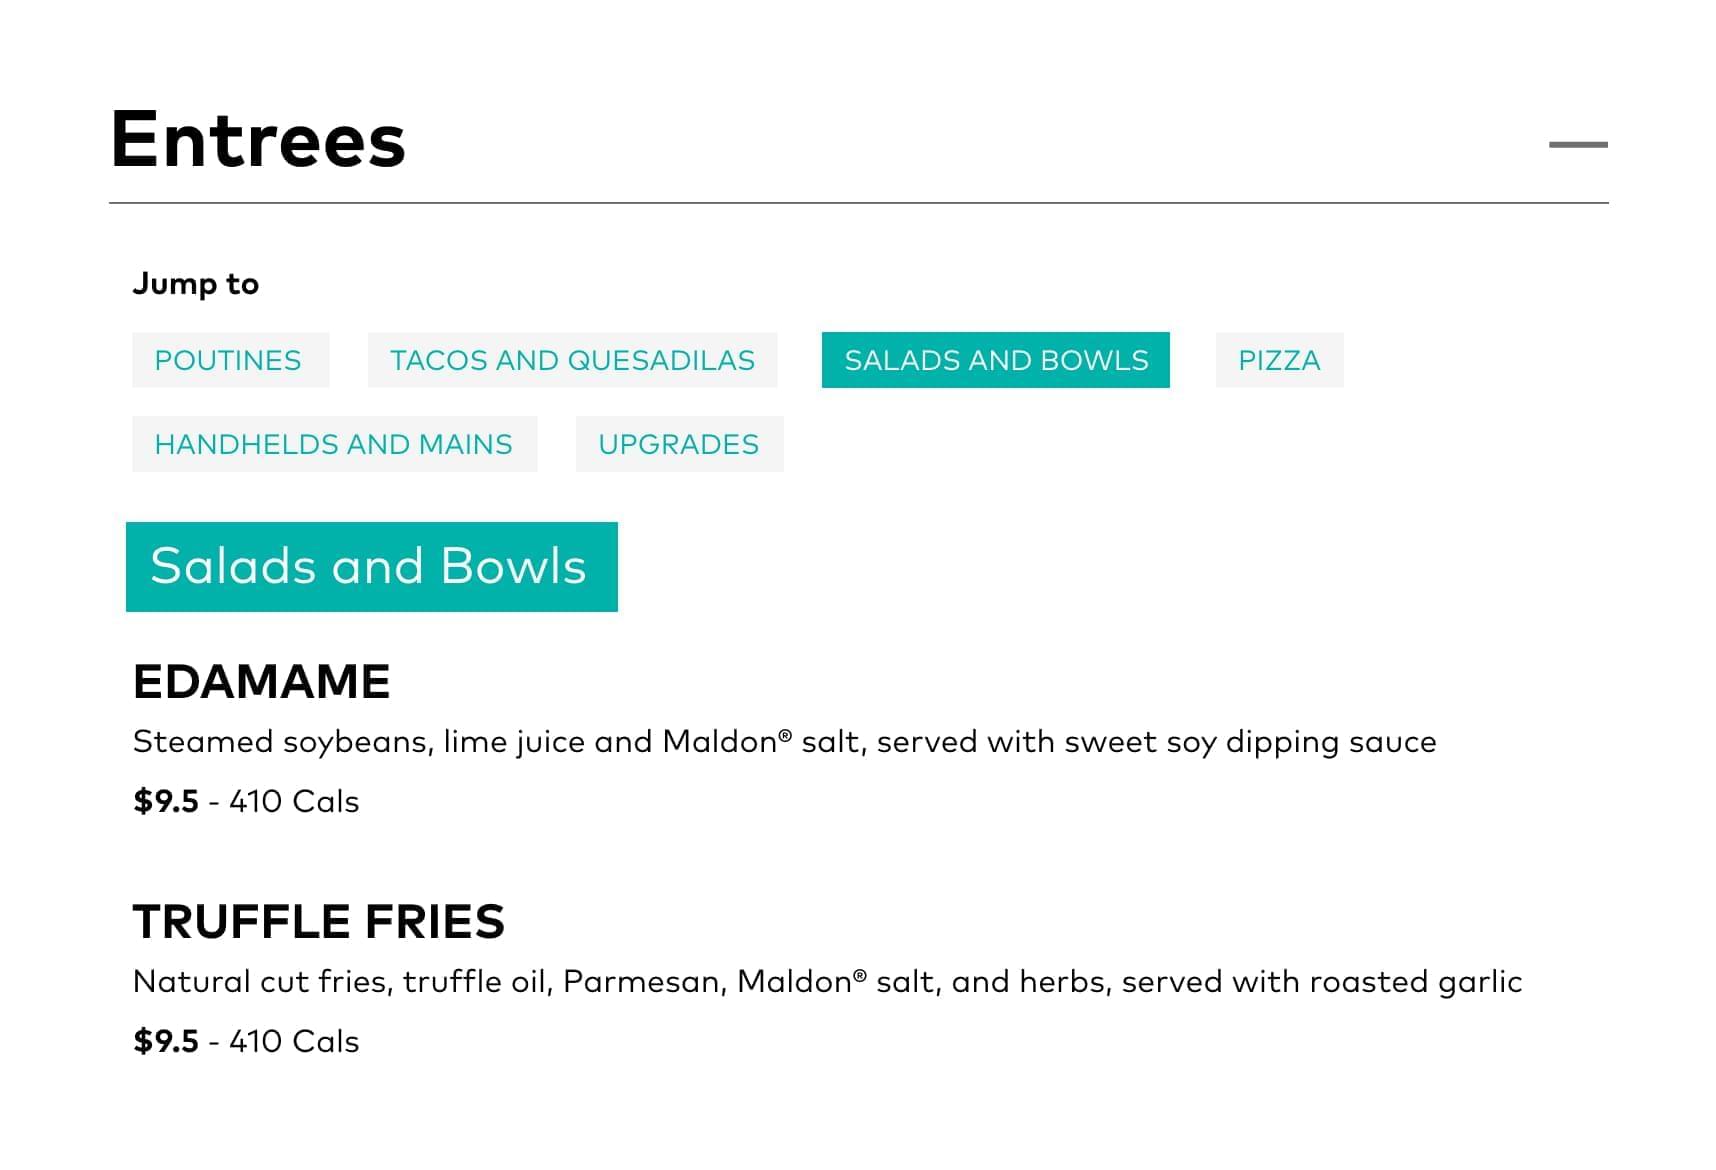 Entrees
Jump to
POUTINES TACOS AND QUESADILAS SALADS AND BOWLS PIZZA
HANDHELDS AND MAINS UPGRADES
Salads and Bowls
EDAMAME
Steamed soybeans, lime juice and Maldon® salt, served with sweet soy dipping sauce
$9.5 - 410 Cals
TRUFFLE FRIES
Natural cut fries, truffle oil, Parmesan, Maldon® salt, and herbs, served with roasted garlic
$9.5 - 410 Cals